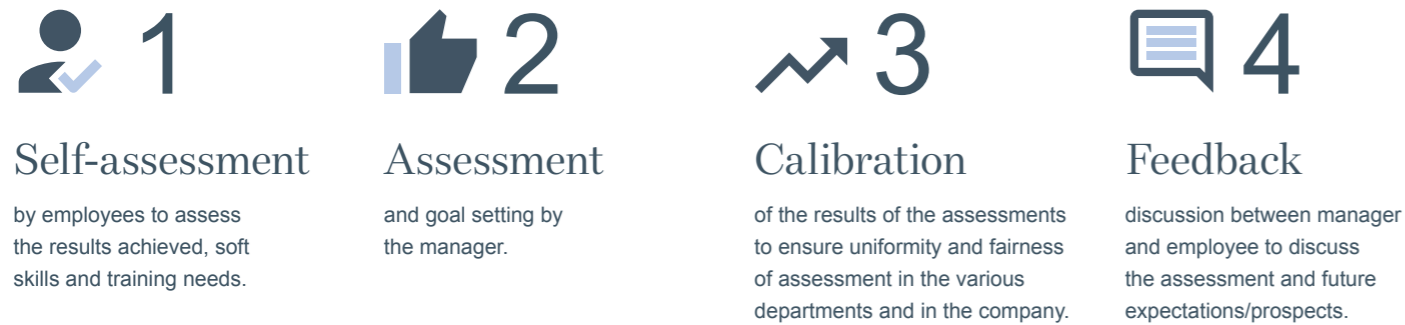 1
Self-assessment
by employees to assess
the results achieved, soft
skills and training needs.
2
Assessment
and goal setting by
the manager.
3
Calibration
of the results of the assessments
to ensure uniformity and fairness
of assessment in the various
departments and in the company.
4
Feedback
discussion between manager
and employee to discuss
the assessment and future
expectations/prospects.